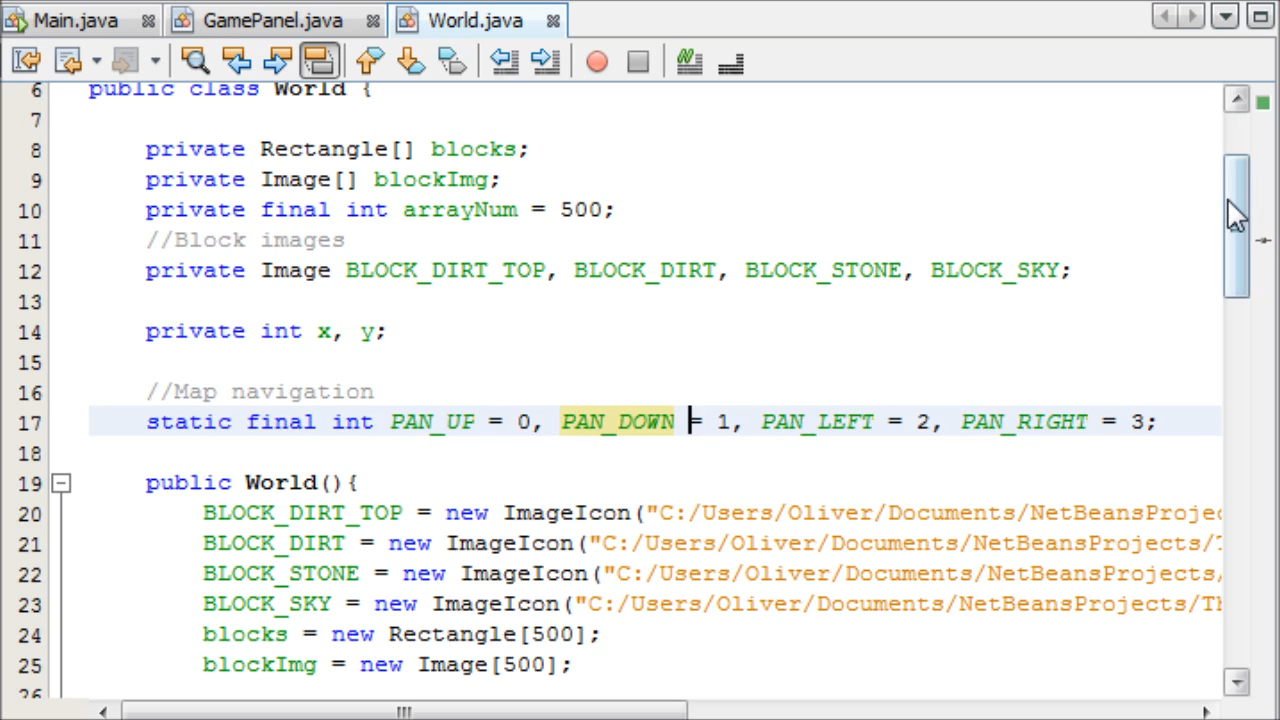 Main.java GamePanel.java World.java
6 public class World {
7
8 private Rectangle[] blocks;
9 private Image[] blockImg;
10 private final int arrayNum = 500;
11 //Block images
12 private Image BLOCK_DIRT_TOP, BLOCK_DIRT, BLOCK_STONE, BLOCK_SKY;
13
14 private int x, y;
15
16 //Map navigation
17 static final int PAN_UP = 0, PAN_DOWN = 1, PAN_LEFT = 2, PAN_RIGHT = 3;
18
19 public World(){
20 BLOCK_DIRT_TOP = new ImageIcon("C:/Users/Oliver/Documents/NetBeansProjec
21 BLOCK_DIRT = new ImageIcon("C:/Users/Oliver/Documents/NetBeansProjects/
22 BLOCK_STONE = new ImageIcon("C:/Users/Oliver/Documents/NetBeansProjects/
23 BLOCK_SKY = new ImageIcon("C:/Users/Oliver/Documents/NetBeansProjects/Th
24 blocks = new Rectangle[500];
25 blockImg = new Image[500];
26